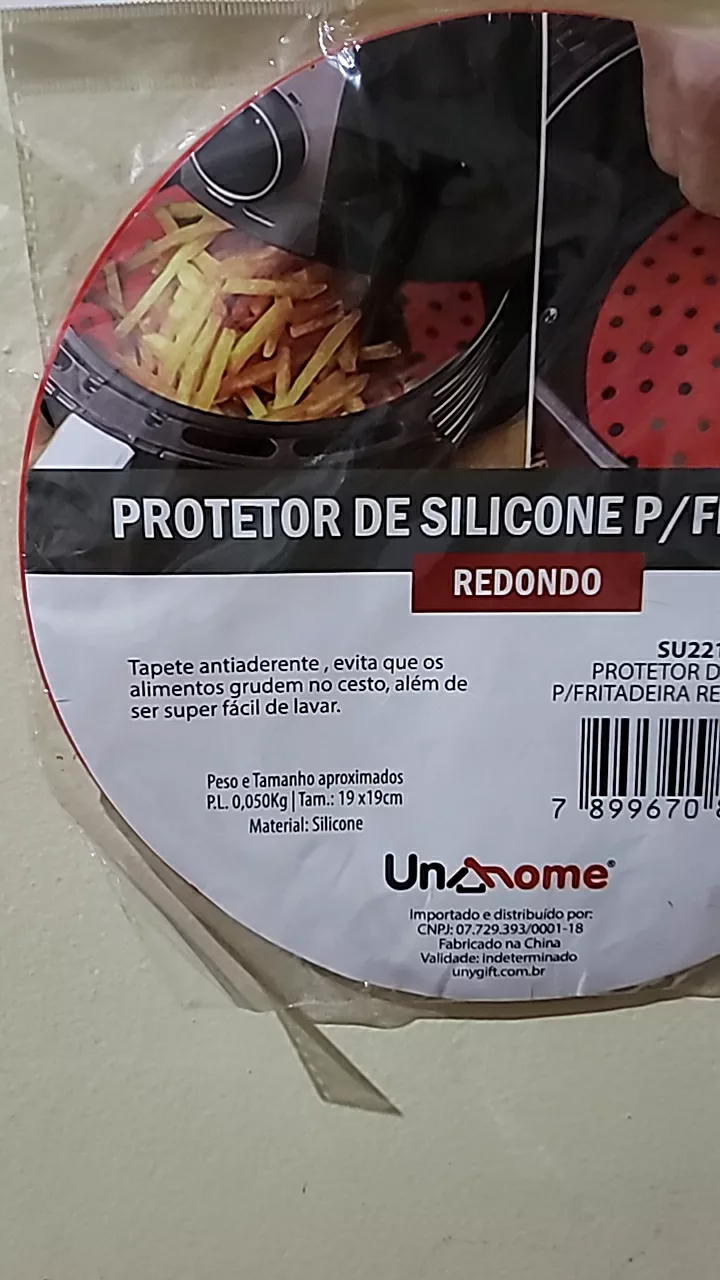 PROTETOR DE SILICONE P/F
REDONDO
Tapete antiaderente , evita que os
alimentos grudem no cesto, além de
ser super fácil de lavar.
Peso e Tamanho aproximados
P.L. 0,050Kg | Tam.: 19 x19cm
Material: Silicone
SU221
PROTETOR D
P/FRITADEIRA RE
7 899670
Unyhome®
Importado e distribuído por:
CNPJ: 07.729.393/0001-18
Fabricado na China
Validade: indeterminado
unygift.com.br